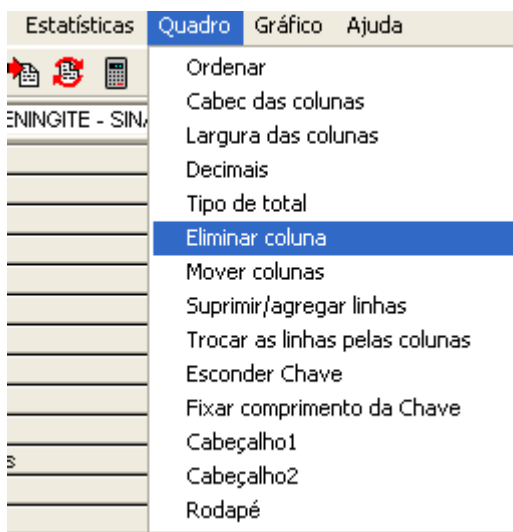 Estatísticas Quadro Gráfico Ajuda
Ordenar
Cabec das colunas
ENINGITE - SINA
Largura das colunas
Decimais
Tipo de total
Eliminar coluna
Mover colunas
Suprimir/agregar linhas
Trocar as linhas pelas colunas
Esconder Chave
Fixar comprimento da Chave
Cabeçalho1
s
Cabeçalho2
Rodapé